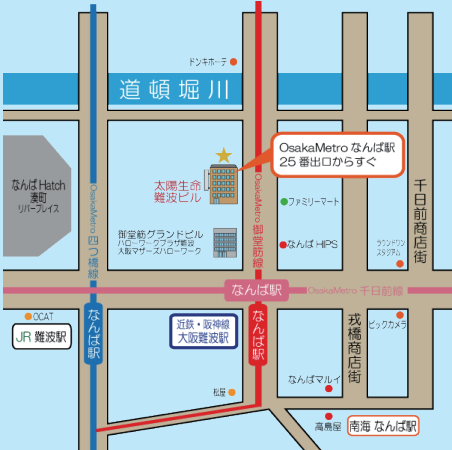 ドンキホーテ
道頓堀川
OsakaMetro なんば駅
25 番出口からすぐ
太陽生命
難波ビル
なんば Hatch
湊町
リバープレイス
OsakaMetro 四つ橋線
OsakaMetro 御堂筋線
ファミリーマート
千日前商店街
御堂筋グランドビル
ハローワークプラザ難波
大阪マザーズハローワーク
なんば HIPS
ラウンドワン
スタジアム
なんば駅
OsakaMetro 千日前線
OCAT
JR 難波駅
なんば駅
近鉄・阪神線
大阪難波駅
なんば駅
戎橋商店街
ビックカメラ
なんばマルイ
松屋
高島屋
南海 なんば駅